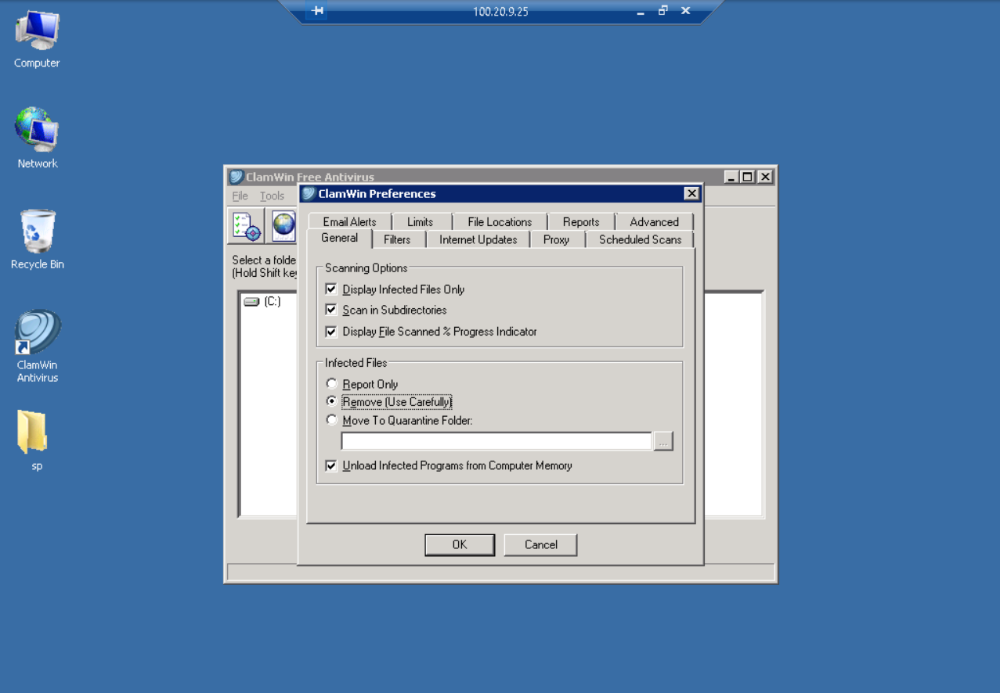 100.20.9.25
Computer
Network
Recycle Bin
ClamWin
Antivirus
sp
ClamWin Free Antivirus
File Tools
Select a folde
(Hold Shift key
(C:)
ClamWin Preferences
Email Alerts Limits File Locations Reports Advanced
General Filters Internet Updates Proxy Scheduled Scans
Scanning Options
Display Infected Files Only
Scan in Subdirectories
Display File Scanned % Progress Indicator
Infected Files
Report Only
Remove (Use Carefully)
Move To Quarantine Folder:
...
Unload Infected Programs from Computer Memory
OK Cancel